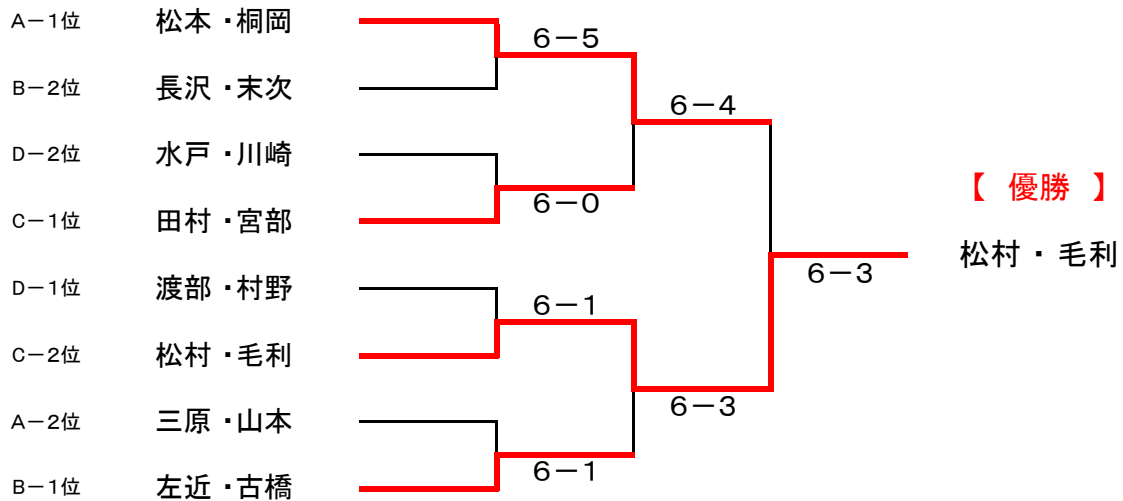 A－1位 松本・桐岡
6－5
B－2位 長沢・末次
6－4
D－2位 水戸・川崎
【 優勝 】
6－0
C－1位 田村・宮部
松村・毛利
6－3
D－1位 渡部・村野
6－1
C－2位 松村・毛利
6－3
A－2位 三原・山本
6－1
B－1位 左近・古橋